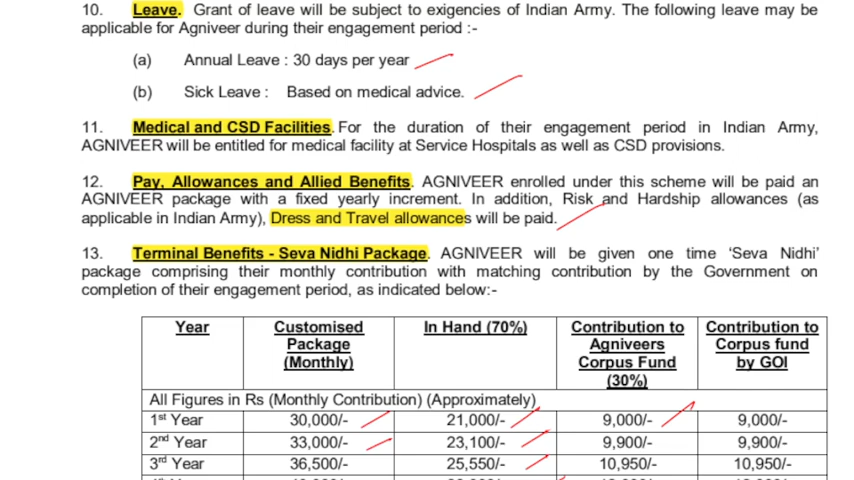 10. Leave. Grant of leave will be subject to exigencies of Indian Army. The following leave may be
applicable for Agniveer during their engagement period :-
(a) Annual Leave : 30 days per year
(b) Sick Leave : Based on medical advice.
11. Medical and CSD Facilities. For the duration of their engagement period in Indian Army,
AGNIVEER will be entitled for medical facility at Service Hospitals as well as CSD provisions.
12. Pay, Allowances and Allied Benefits. AGNIVEER enrolled under this scheme will be paid an
AGNIVEER package with a fixed yearly increment. In addition, Risk and Hardship allowances (as
applicable in Indian Army), Dress and Travel allowances will be paid.
13. Terminal Benefits - Seva Nidhi Package. AGNIVEER will be given one time ‘Seva Nidhi’
package comprising their monthly contribution with matching contribution by the Government on
completion of their engagement period, as indicated below:-
Year Customised Package (Monthly) In Hand (70%) Contribution to Agniveers Corpus Fund (30%) Contribution to Corpus fund by GOI
All Figures in Rs (Monthly Contribution) (Approximately)
1st Year 30,000/- 21,000/- 9,000/- 9,000/-
2nd Year 33,000/- 23,100/- 9,900/- 9,900/-
3rd Year 36,500/- 25,550/- 10,950/- 10,950/-